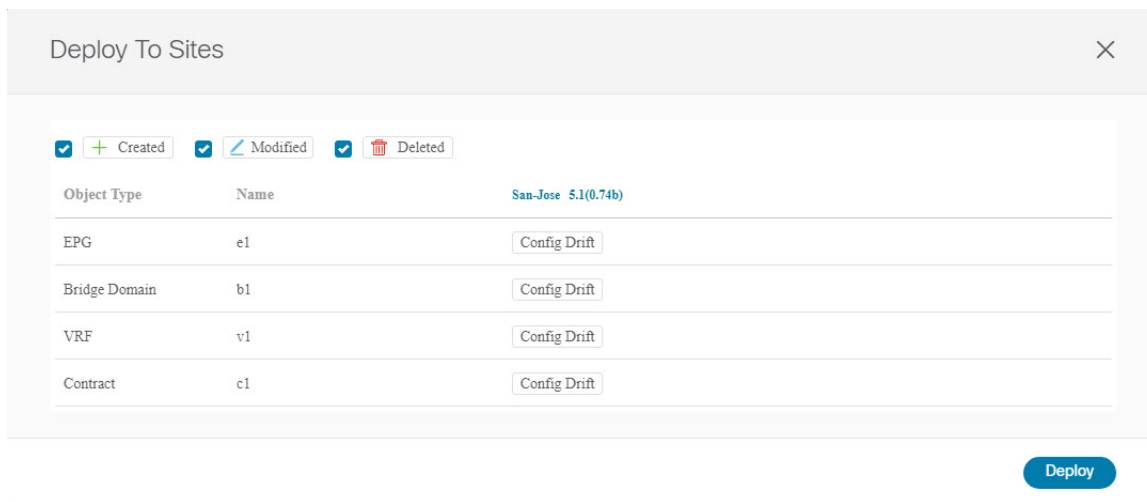 Deploy To Sites
Created Modified Deleted
Object Type Name San-Jose 5.1(0.74b)
EPG e1 Config Drift
Bridge Domain b1 Config Drift
VRF v1 Config Drift
Contract c1 Config Drift
Deploy